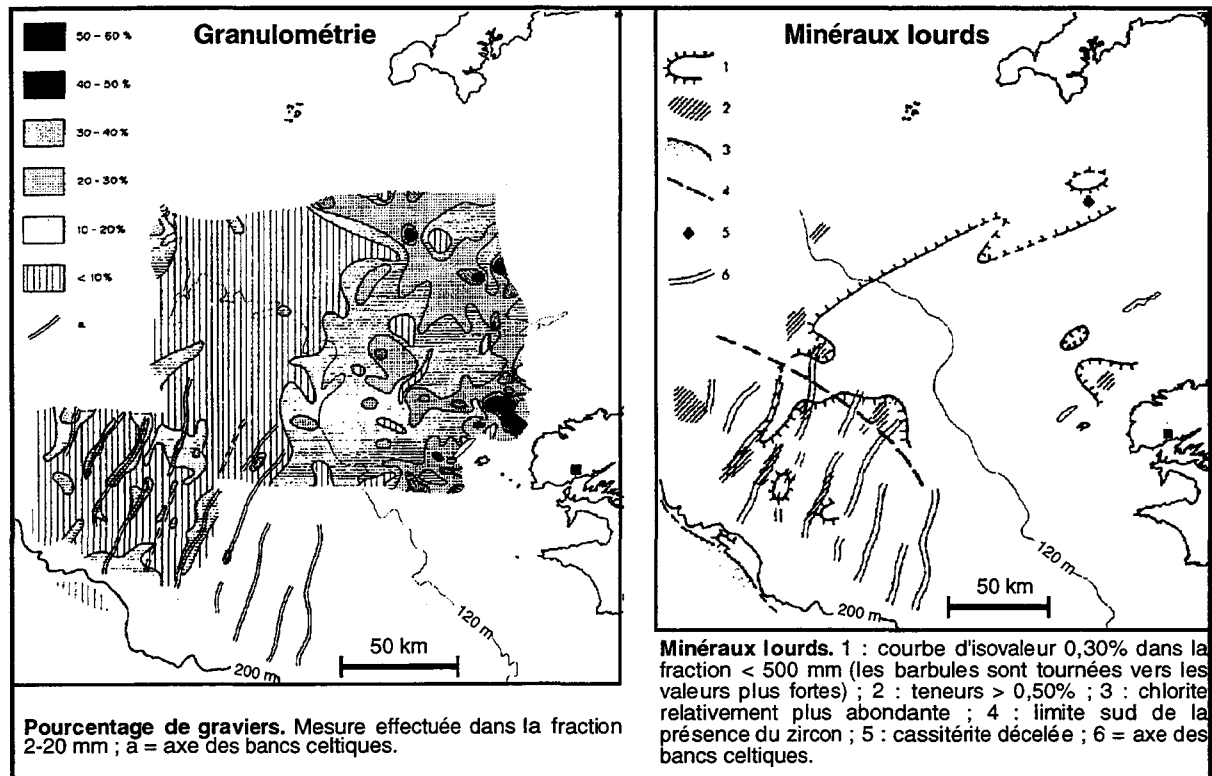 Granulométrie
50 - 60 %
40 - 50 %
30 - 40 %
20 - 30 %
10 - 20 %
< 10 %
a
120 m
200 m
50 km
Pourcentage de graviers. Mesure effectuée dans la fraction
2-20 mm ; a = axe des bancs celtiques.
Minéraux lourds
1
2
3
4
5
6
120 m
200 m
50 km
Minéraux lourds. 1 : courbe d'isovaleur 0,30% dans la
fraction < 500 mm (les barbules sont tournées vers les
valeurs plus fortes) ; 2 : teneurs > 0,50% ; 3 : chlorite
relativement plus abondante ; 4 : limite sud de la
présence du zircon ; 5 : cassitérite décelée ; 6 = axe des
bancs celtiques.